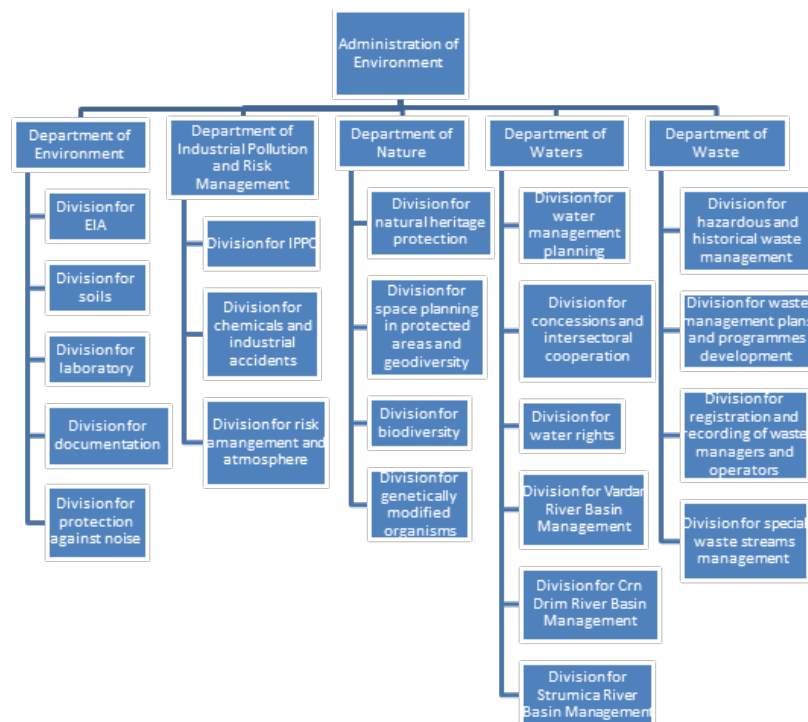 Administration of
Environment
Department of
Environment
Division for
EIA
Division for
soils
Division for
laboratory
Division for
documentation
Division for
protection
against noise
Department of
Industrial Pollution
and Risk
Management
Division for IPPC
Division for
chemicals and
industrial
accidents
Division for risk
amangement and
atmosphere
Department of
Nature
Division for
natural heritage
protection
Division for
space planning
in protected
areas and
geodiversity
Division for
biodiversity
Division for
genetically
modified
organisms
Department of
Waters
Division for
water
management
planning
Division for
concessions and
intersectoral
cooperation
Division for
water rights
Division for Vardar
River Basin
Management
Division for Crn
Drim River Basin
Management
Division for
Strumica River
Basin Management
Department of
Waste
Division for
hazardous and
historical waste
management
Division for waste
management plans
and programmes
development
Division for
registration and
recording of waste
managers and
operators
Division for special
waste streams
management